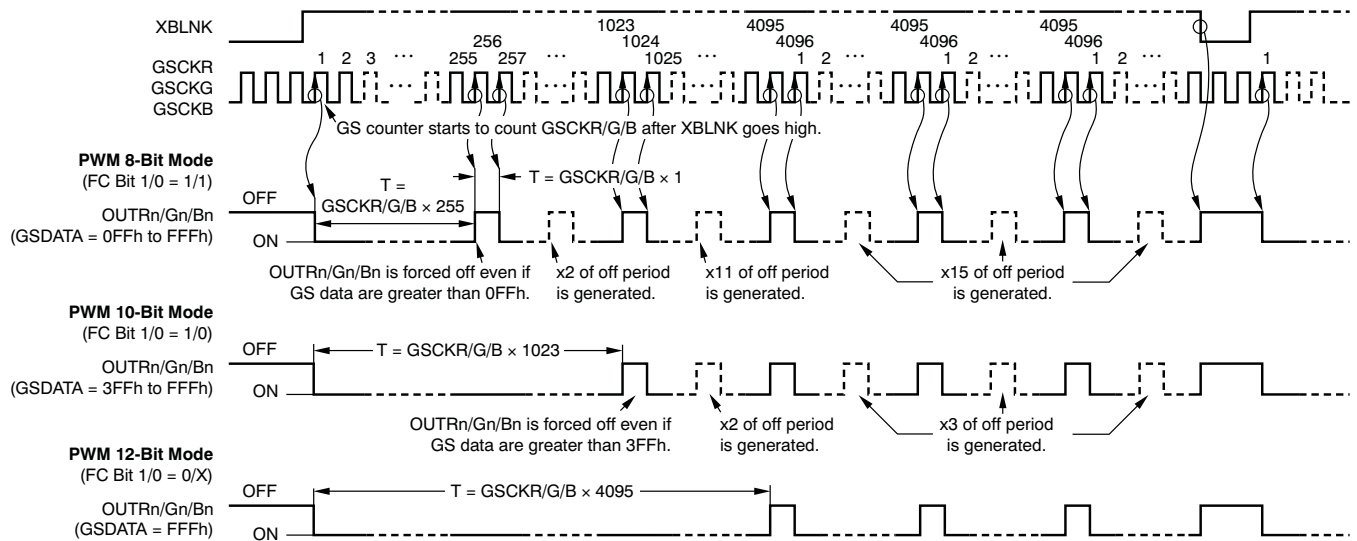 XBLNK
1023 4095 4095 4095
256 1024 4096 4096 4096
1 2 3 ... ... 255 257 ... ... 1025 ... 1 2 ... 1 2 ... 1 2 ... 1
GSCKR
GSCKG
GSCKB
... ... ... ... ... ...
GS counter starts to count GSCKR/G/B after XBLNK goes high.
PWM 8-Bit Mode
(FC Bit 1/0 = 1/1)
T =
GSCKR/G/B × 255
T = GSCKR/G/B × 1
OFF
OUTRn/Gn/Bn
(GSDATA = 0FFh to FFFh)
ON
OUTRn/Gn/Bn is forced off even if
GS data are greater than 0FFh.
x2 of off period
is generated.
x11 of off period
is generated.
x15 of off period
is generated.
PWM 10-Bit Mode
(FC Bit 1/0 = 1/0)
OFF
T = GSCKR/G/B × 1023
OUTRn/Gn/Bn
(GSDATA = 3FFh to FFFh)
ON
OUTRn/Gn/Bn is forced off even if
GS data are greater than 3FFh.
x2 of off period
is generated.
x3 of off period
is generated.
PWM 12-Bit Mode
(FC Bit 1/0 = 0/X)
OFF
T = GSCKR/G/B × 4095
OUTRn/Gn/Bn
(GSDATA = FFFh)
ON